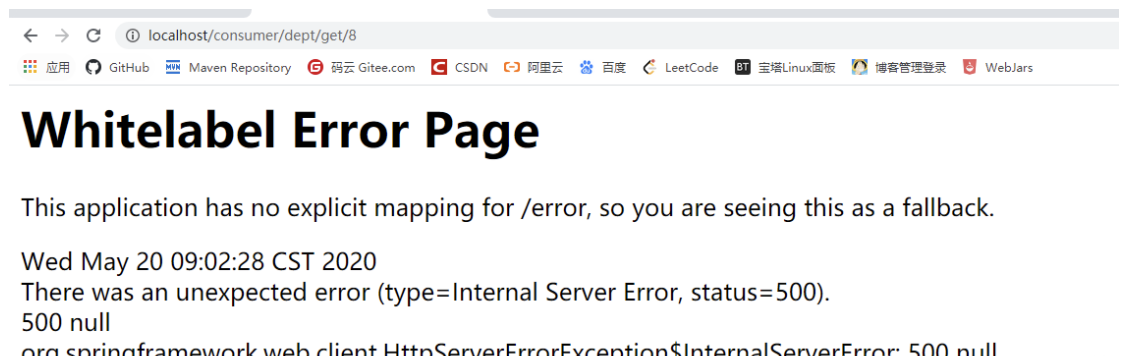 localhost/consumer/dept/get/8
应用 GitHub MVN Maven Repository G 码云 Gitee.com C CSDN 阿里云 百度 LeetCode BT 宝塔Linux面板 博客管理登录 WebJars
Whitelabel Error Page
This application has no explicit mapping for /error, so you are seeing this as a fallback.
Wed May 20 09:02:28 CST 2020
There was an unexpected error (type=Internal Server Error, status=500).
500 null
org.springframework.web.client.HttpServerErrorException$InternalServerError: 500 null